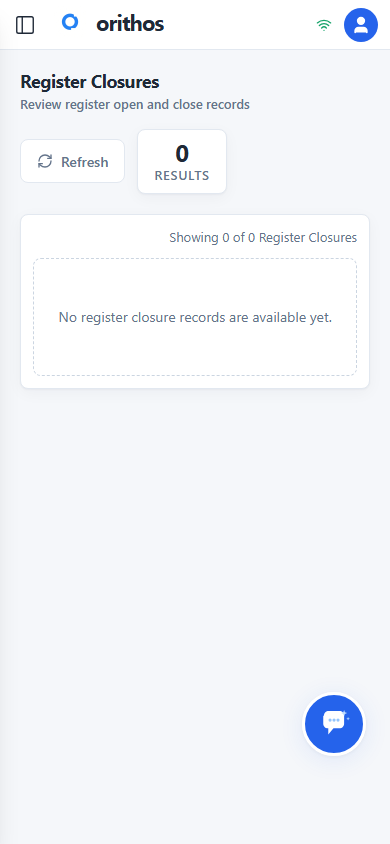 orithos
Register Closures
Review register open and close records
Refresh
0
RESULTS
Showing 0 of 0 Register Closures
No register closure records are available yet.